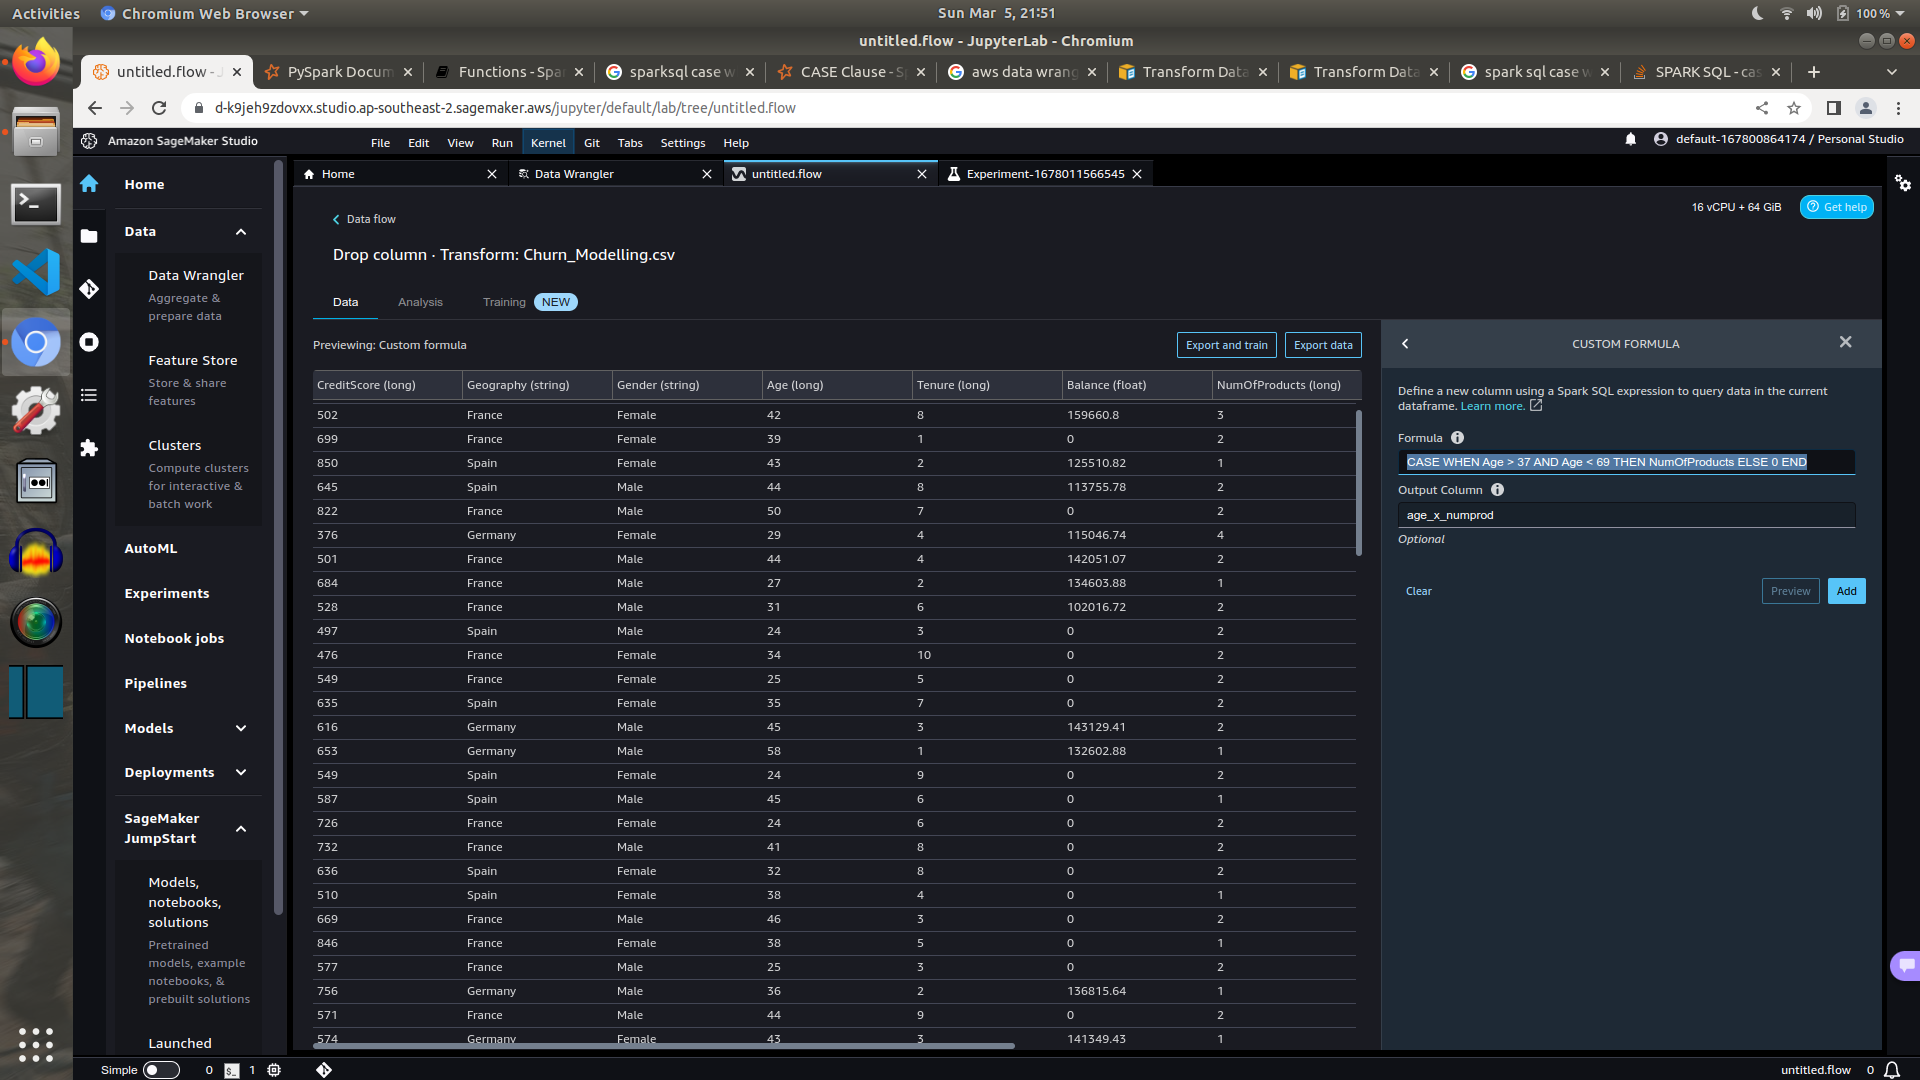 Activities
Chromium Web Browser
Sun Mar 5, 21:51
100 %
untitled.flow - JupyterLab - Chromium
untitled.flow - J
PySpark Docum
Functions - Spa
sparksql case w
CASE Clause - S
aws data wrang
Transform Data
Transform Data
spark sql case w
SPARK SQL - cas
d-k9jeh9zdovxx.studio.ap-southeast-2.sagemaker.aws/jupyter/default/lab/tree/untitled.flow
Amazon SageMaker Studio
File Edit View Run Kernel Git Tabs Settings Help
default-167800864174 / Personal Studio
Home
Data Wrangler
untitled.flow
Experiment-1678011566545
Home
Data
Data Wrangler
Aggregate &
prepare data
Feature Store
Store & share
features
Clusters
Compute clusters
for interactive &
batch work
AutoML
Experiments
Notebook jobs
Pipelines
Models
Deployments
SageMaker
JumpStart
Models,
notebooks,
solutions
Pretrained
models, example
notebooks, &
prebuilt solutions
Launched
Data flow
16 vCPU + 64 GiB
Get help
Drop column · Transform: Churn_Modelling.csv
Data
Analysis
Training NEW
Previewing: Custom formula
Export and train
Export data
CreditScore (long) Geography (string) Gender (string) Age (long) Tenure (long) Balance (float) NumOfProducts (long)
502 France Female 42 8 159660.8 3
699 France Female 39 1 0 2
850 Spain Female 43 2 125510.82 1
645 Spain Male 44 8 113755.78 2
822 France Male 50 7 0 2
376 Germany Female 29 4 115046.74 4
501 France Male 44 4 142051.07 2
684 France Male 27 2 134603.88 1
528 France Male 31 6 102016.72 2
497 Spain Male 24 3 0 2
476 France Female 34 10 0 2
549 France Female 25 5 0 2
635 Spain Female 35 7 0 2
616 Germany Male 45 3 143129.41 2
653 Germany Male 58 1 132602.88 1
549 Spain Female 24 9 0 2
587 Spain Male 45 6 0 1
726 France Female 24 6 0 2
732 France Male 41 8 0 2
636 Spain Female 32 8 0 2
510 Spain Female 38 4 0 1
669 France Male 46 3 0 2
846 France Female 38 5 0 1
577 France Male 25 3 0 2
756 Germany Male 36 2 136815.64 1
571 France Male 44 9 0 2
574 Germany Female 43 3 141349.43 1
CUSTOM FORMULA
Define a new column using a Spark SQL expression to query data in the current
dataframe. Learn more.
Formula
CASE WHEN Age > 37 AND Age < 69 THEN NumOfProducts ELSE 0 END
Output Column
age_x_numprod
Optional
Clear
Preview
Add
Simple
0
1
untitled.flow
0